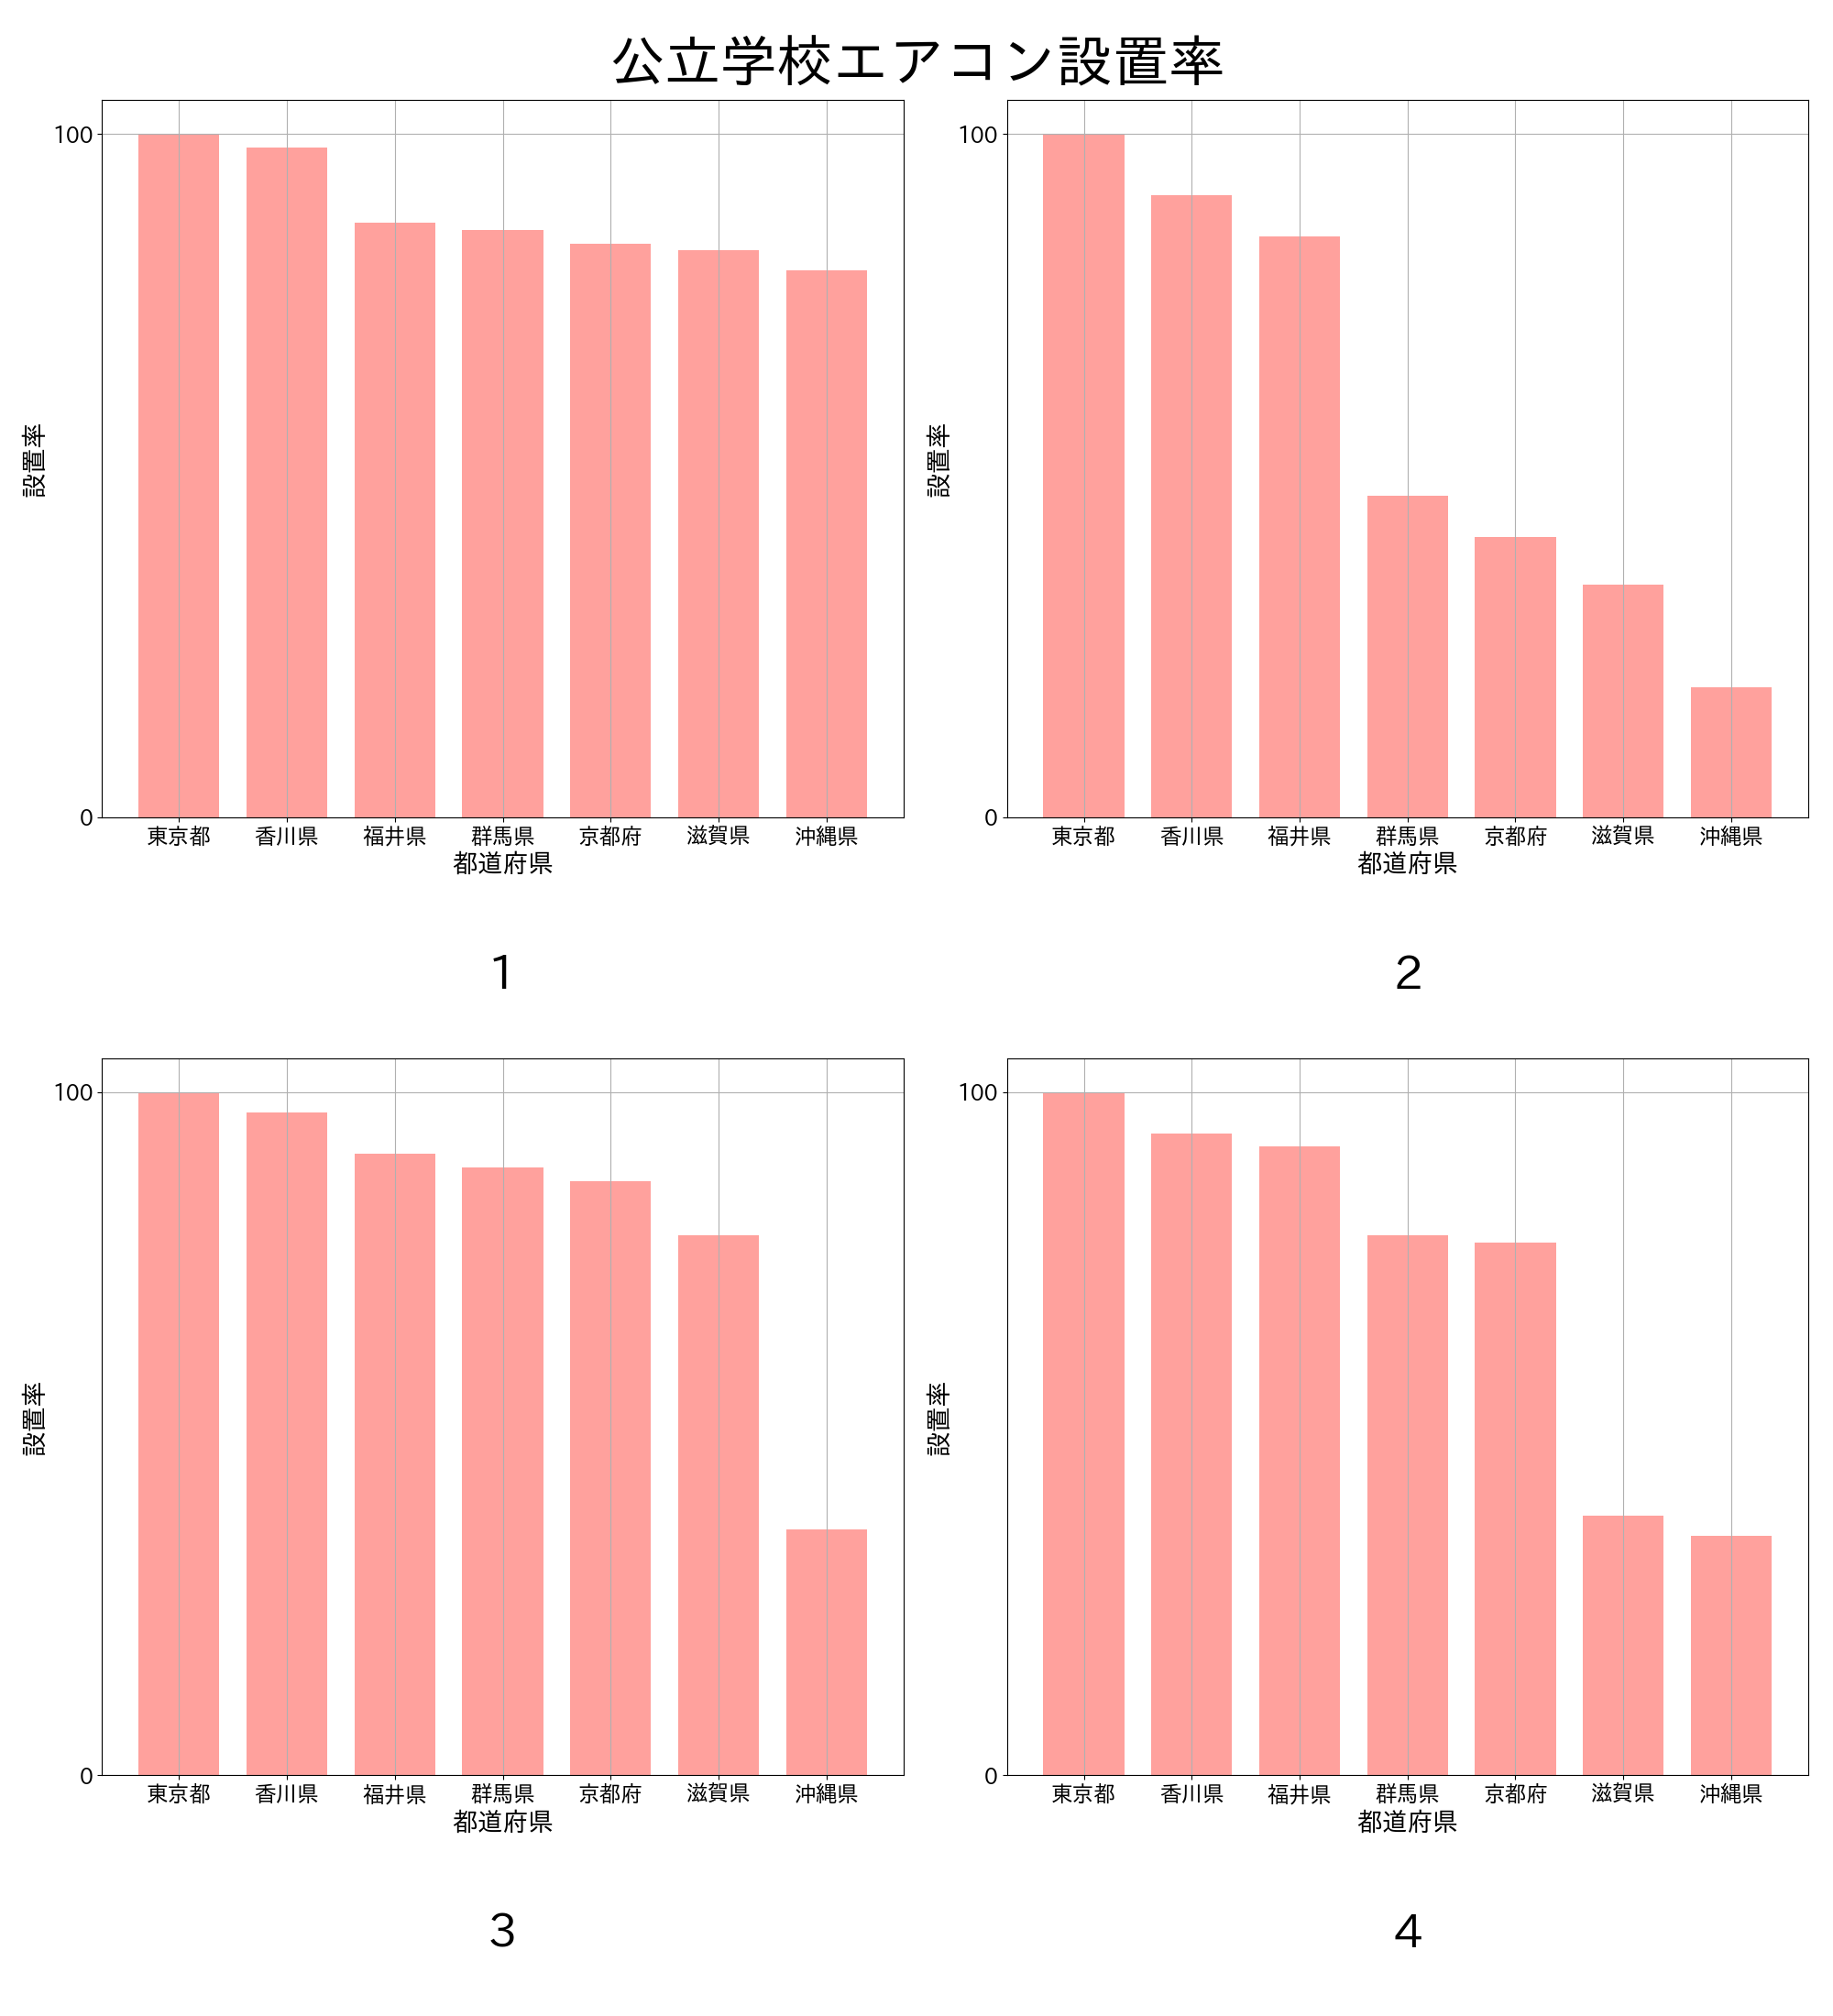 公立学校エアコン設置率
100
0
設置率
東京都 香川県 福井県 群馬県 京都府 滋賀県 沖縄県
都道府県
1
100
0
設置率
東京都 香川県 福井県 群馬県 京都府 滋賀県 沖縄県
都道府県
2
100
0
設置率
東京都 香川県 福井県 群馬県 京都府 滋賀県 沖縄県
都道府県
3
100
0
設置率
東京都 香川県 福井県 群馬県 京都府 滋賀県 沖縄県
都道府県
4